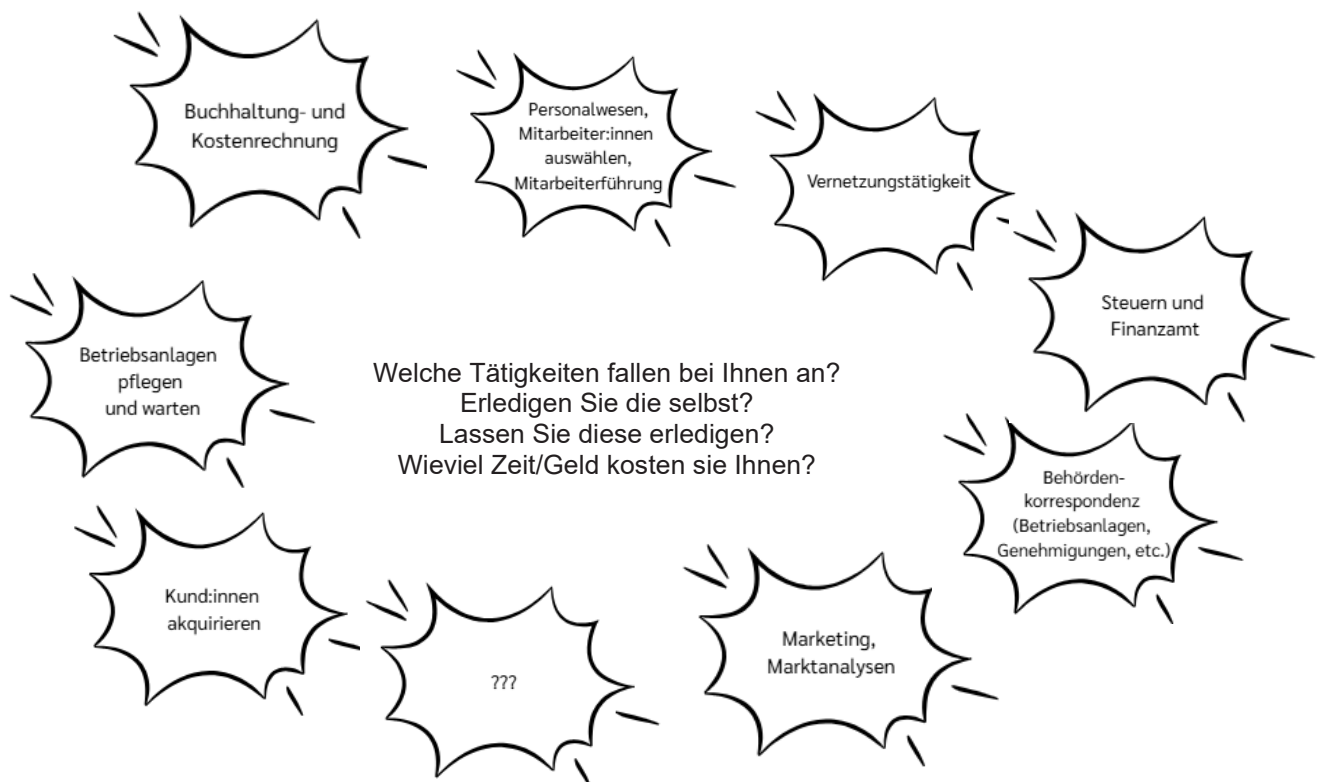 Buchhaltung- und
Kostenrechnung
Personalwesen,
Mitarbeiter:innen
auswählen,
Mitarbeiterführung
Vernetzungstätigkeit
Steuern und
Finanzamt
Betriebsanlagen
pflegen
und warten
Welche Tätigkeiten fallen bei Ihnen an?
Erledigen Sie die selbst?
Lassen Sie diese erledigen?
Wieviel Zeit/Geld kosten sie Ihnen?
Behörden-
korrespondenz
(Betriebsanlagen,
Genehmigungen, etc.)
Kund:innen
akquirieren
???
Marketing,
Marktanalysen